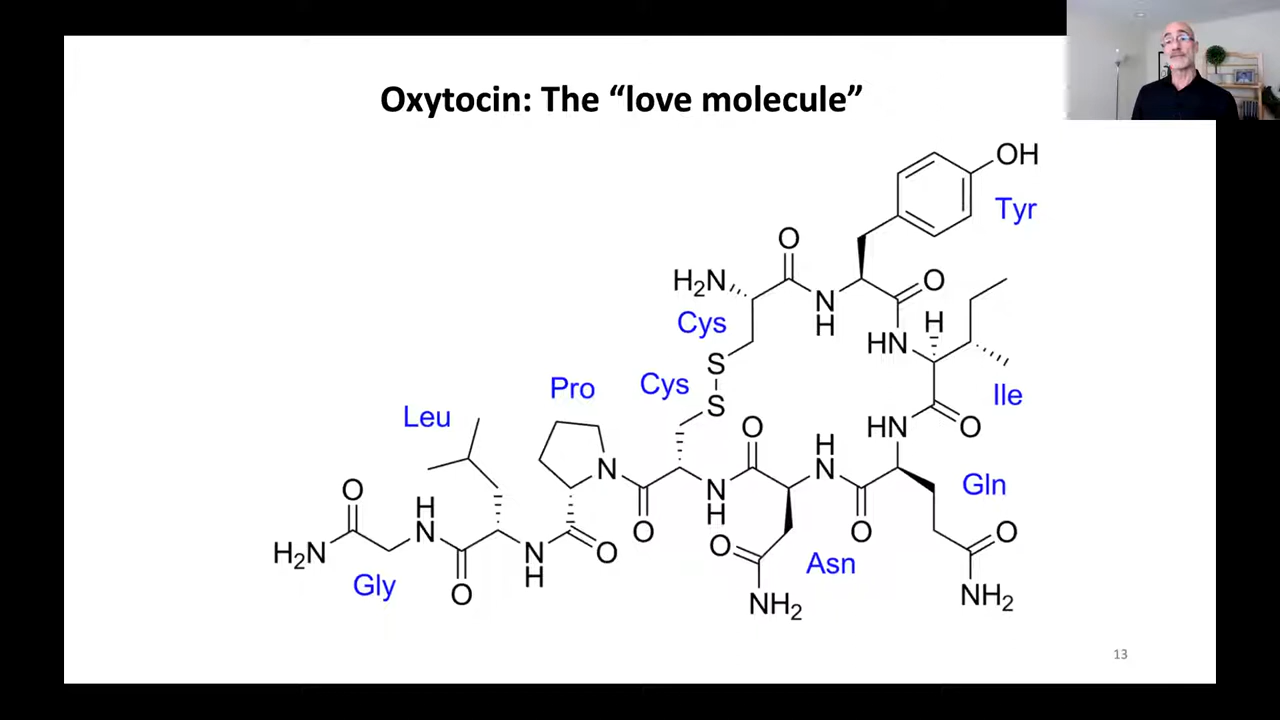 Oxytocin: The “love molecule”
OH
Tyr
O
H₂N
O
N
H
Cys
HN
H
S
Ile
Pro
Cys
S
Leu
O
HN
O
H
N
N
Gln
O
H
N
N
H
O
O
O
H₂N
N
H
O
O
O
Asn
Gly
O
NH₂
NH₂
13